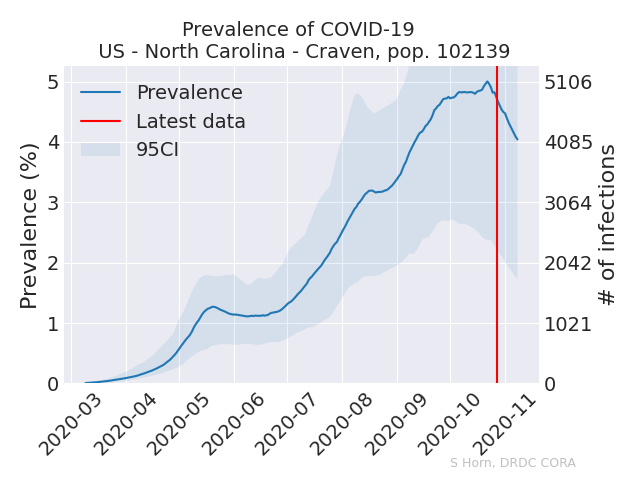 Prevalence of COVID-19
US - North Carolina - Craven, pop. 102139
Prevalence
Latest data
95CI
Prevalence (%)
5
4
3
2
1
0
5106
4085
3064
2042
1021
0
# of infections
2020-03
2020-04
2020-05
2020-06
2020-07
2020-08
2020-09
2020-10
2020-11
S Horn, DRDC CORA